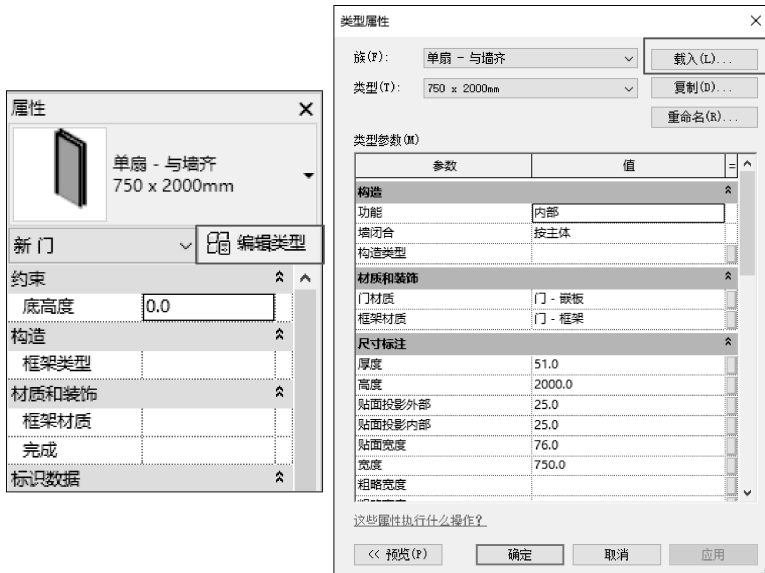 属性
单扇 - 与墙齐
750 x 2000mm
新 门
编辑类型
约束
底高度 0.0
构造
框架类型
材质和装饰
框架材质
完成
标识数据
类型属性
族(F): 单扇 - 与墙齐 载入(L)...
类型(T): 750 x 2000mm 复制(D)...
重命名(R)...
类型参数(M)
参数 值 =
构造
功能 内部
墙闭合 按主体
构造类型
材质和装饰
门材质 门 - 嵌板
框架材质 门 - 框架
尺寸标注
厚度 51.0
高度 2000.0
贴面投影外部 25.0
贴面投影内部 25.0
贴面宽度 76.0
宽度 750.0
粗略宽度
这些属性执行什么操作?
<< 预览(P) 确定 取消 应用